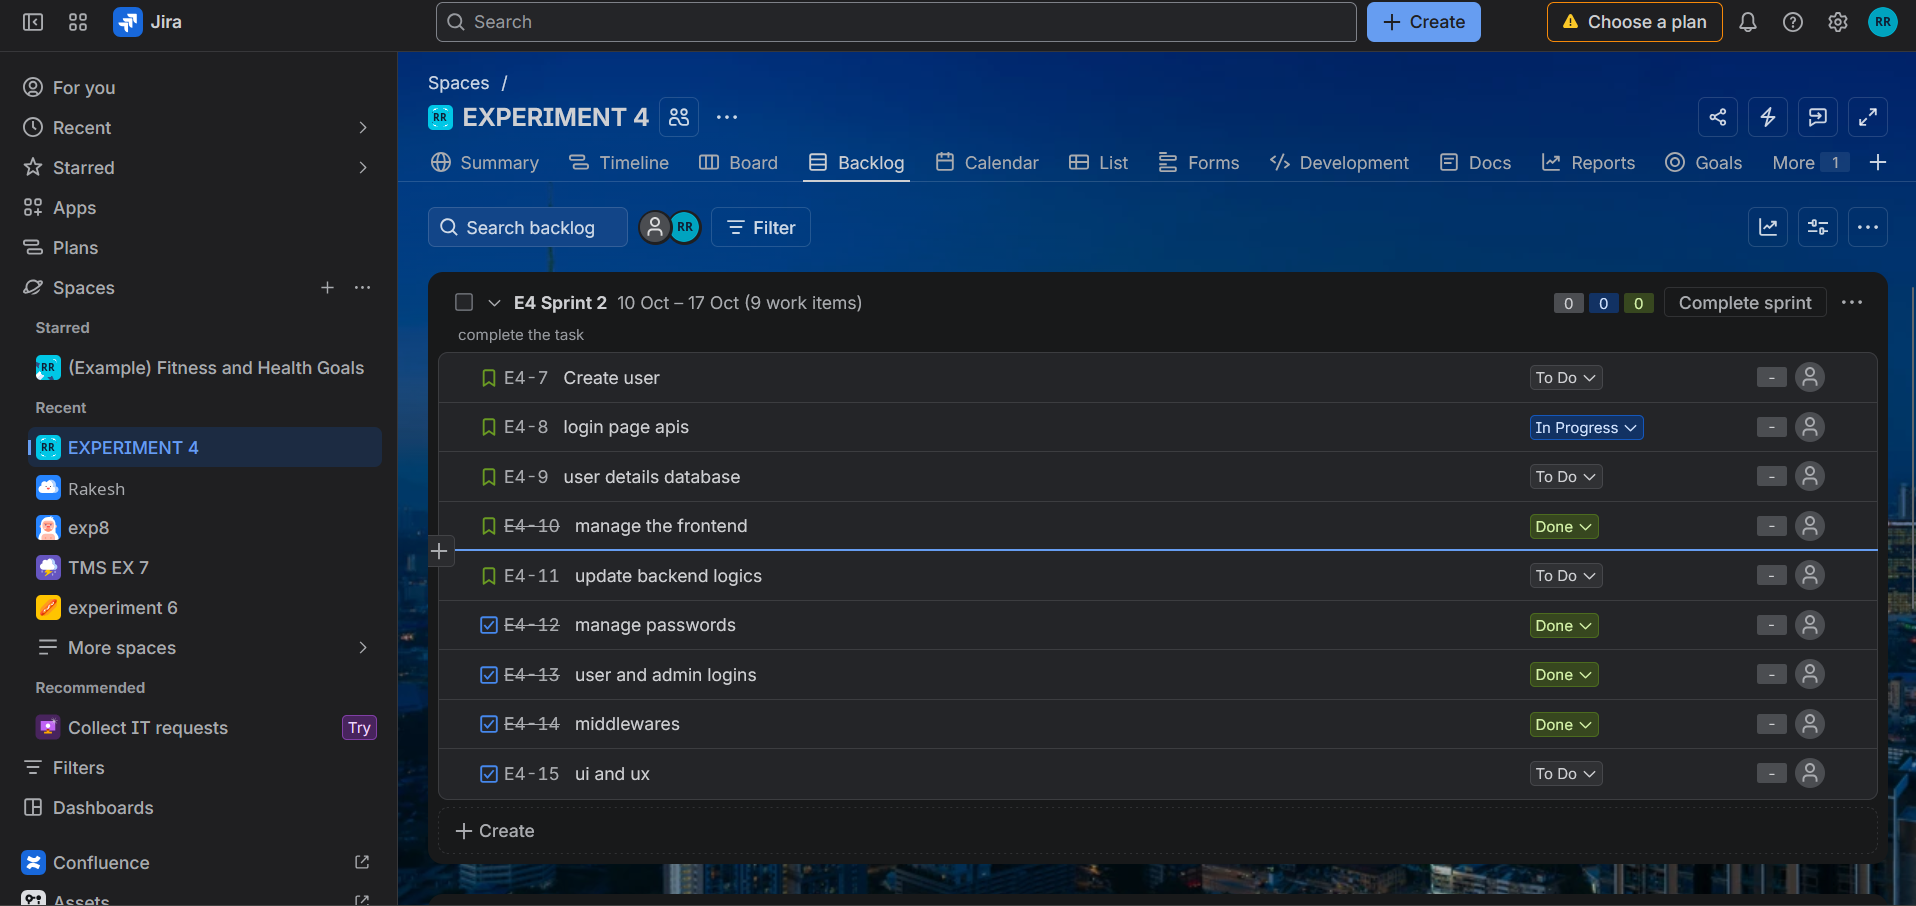 Jira
Search
+ Create
Choose a plan
RR
For you
Recent
Starred
Apps
Plans
Spaces
Starred
RR (Example) Fitness and Health Goals
Recent
RR EXPERIMENT 4
Rakesh
exp8
TMS EX 7
experiment 6
More spaces
Recommended
Collect IT requests Try
Filters
Dashboards
Confluence
Assets
Spaces /
RR EXPERIMENT 4
Summary Timeline Board Backlog Calendar List Forms Development Docs Reports Goals More 1
Search backlog RR Filter
E4 Sprint 2 10 Oct – 17 Oct (9 work items) 0 0 0 Complete sprint
complete the task
E4-7 Create user To Do -
E4-8 login page apis In Progress -
E4-9 user details database To Do -
E4-10 manage the frontend Done -
E4-11 update backend logics To Do -
E4-12 manage passwords Done -
E4-13 user and admin logins Done -
E4-14 middlewares Done -
E4-15 ui and ux To Do -
+ Create